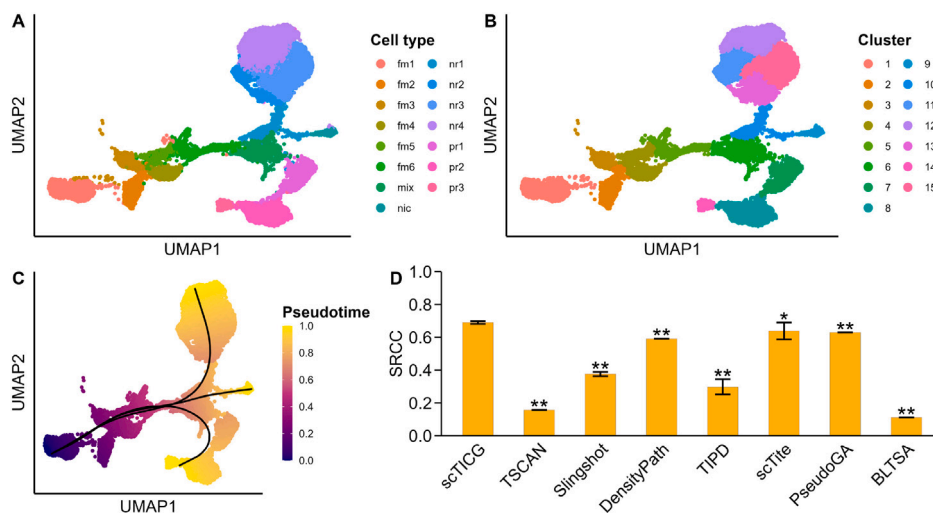 A
UMAP2
UMAP1
Cell type
fm1
fm2
fm3
fm4
fm5
fm6
mix
nic
nr1
nr2
nr3
nr4
pr1
pr2
pr3
B
UMAP2
UMAP1
Cluster
1
2
3
4
5
6
7
8
9
10
11
12
13
14
15
C
UMAP2
UMAP1
Pseudotime
1.0
0.8
0.6
0.4
0.2
0.0
D
SRCC
1.0
0.8
0.6
0.4
0.2
0.0
**
**
**
**
*
**
**
scTICG
TSCAN
Slingshot
DensityPath
TIPD
scTite
PseudoGA
BLTSA